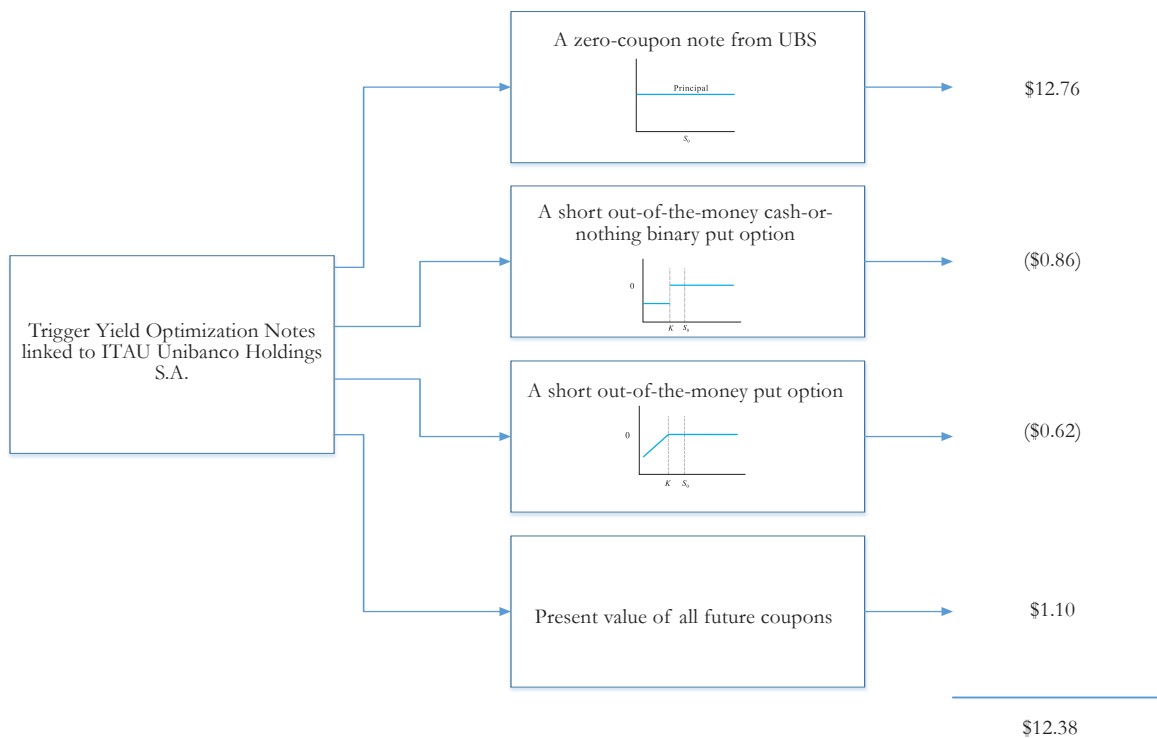 A zero-coupon note from UBS
Principal
S0
$12.76
A short out-of-the-money cash-or-
nothing binary put option
0
K S0
($0.86)
Trigger Yield Optimization Notes
linked to ITAU Unibanco Holdings
S.A.
A short out-of-the-money put option
0
K S0
($0.62)
Present value of all future coupons
$1.10
$12.38